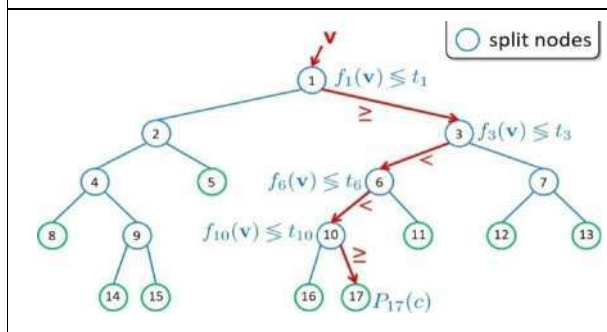 v
split nodes
1 f₁(v) ≶ t₁
≥
2
3 f₃(v) ≶ t₃
<
4
5
f₆(v) ≶ t₆ 6
7
<
8
9
f₁₀(v) ≶ t₁₀ 10
11
12
13
≥
14
15
16
17 P₁₇(c)